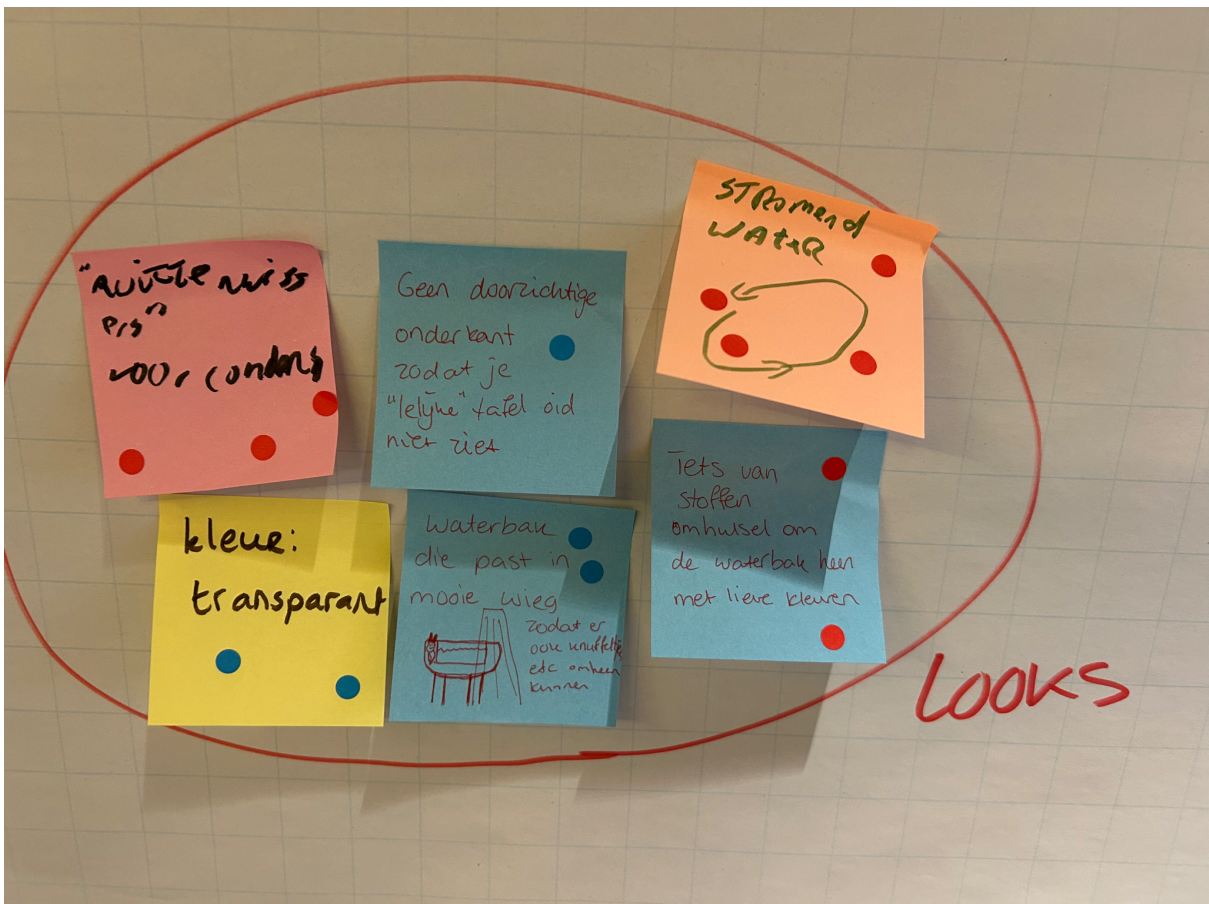 voor condens
Geen doorzichtige
onderkant
zodat je
"lelijke" tafel oid
niet ziet
STROMEND
WATER
kleur:
transparant
Waterbak
die past in
mooie wieg
zodat er
ook knuffeltjes
etc omheen
kunnen
Iets van
stoffen
omhulsel om
de waterbak heen
met lieve kleuren
LOOKS